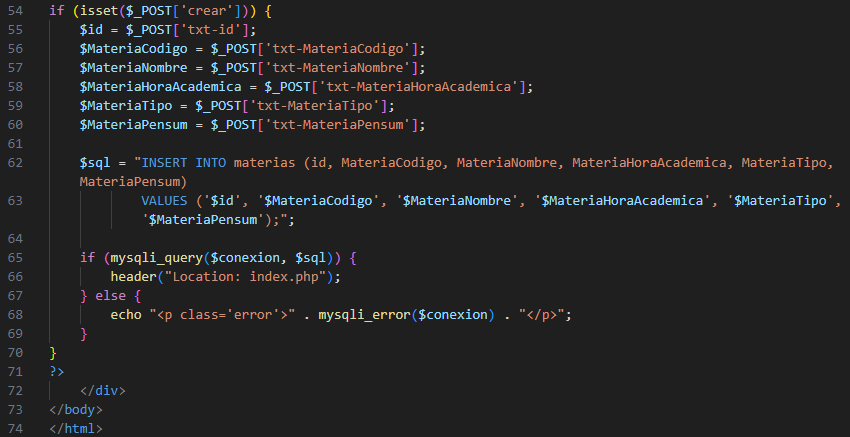 54 if (isset($_POST['crear'])) {
55     $id = $_POST['txt-id'];
56     $MateriaCodigo = $_POST['txt-MateriaCodigo'];
57     $MateriaNombre = $_POST['txt-MateriaNombre'];
58     $MateriaHoraAcademica = $_POST['txt-MateriaHoraAcademica'];
59     $MateriaTipo = $_POST['txt-MateriaTipo'];
60     $MateriaPensum = $_POST['txt-MateriaPensum'];
61
62     $sql = "INSERT INTO materias (id, MateriaCodigo, MateriaNombre, MateriaHoraAcademica, MateriaTipo,
       MateriaPensum)
63             VALUES ('$id', '$MateriaCodigo', '$MateriaNombre', '$MateriaHoraAcademica', '$MateriaTipo',
               '$MateriaPensum');";
64
65     if (mysqli_query($conexion, $sql)) {
66         header("Location: index.php");
67     } else {
68         echo "<p class='error'>" . mysqli_error($conexion) . "</p>";
69     }
70 }
71 ?>
72     </div>
73 </body>
74 </html>